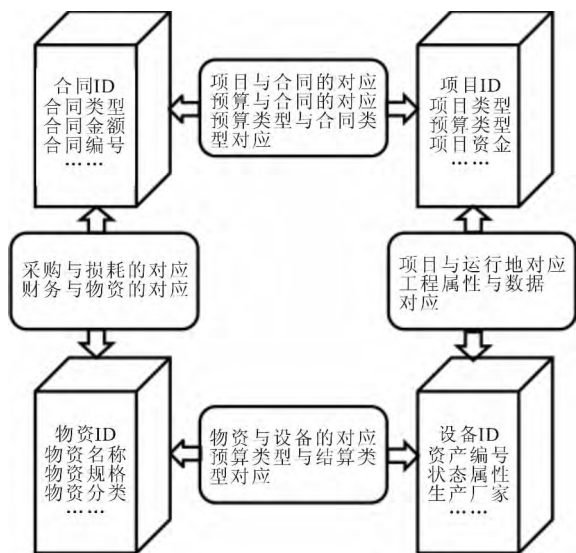 合同ID
合同类型
合同金额
合同编号
……
项目与合同的对应
预算与合同的对应
预算类型与合同类
型对应
项目ID
项目类型
预算类型
项目资金
……
采购与损耗的对应
财务与物资的对应
项目与运行地对应
工程属性与数据
对应
物资ID
物资名称
物资规格
物资分类
……
物资与设备的对应
预算类型与结算类
型对应
设备ID
资产编号
状态属性
生产厂家
……